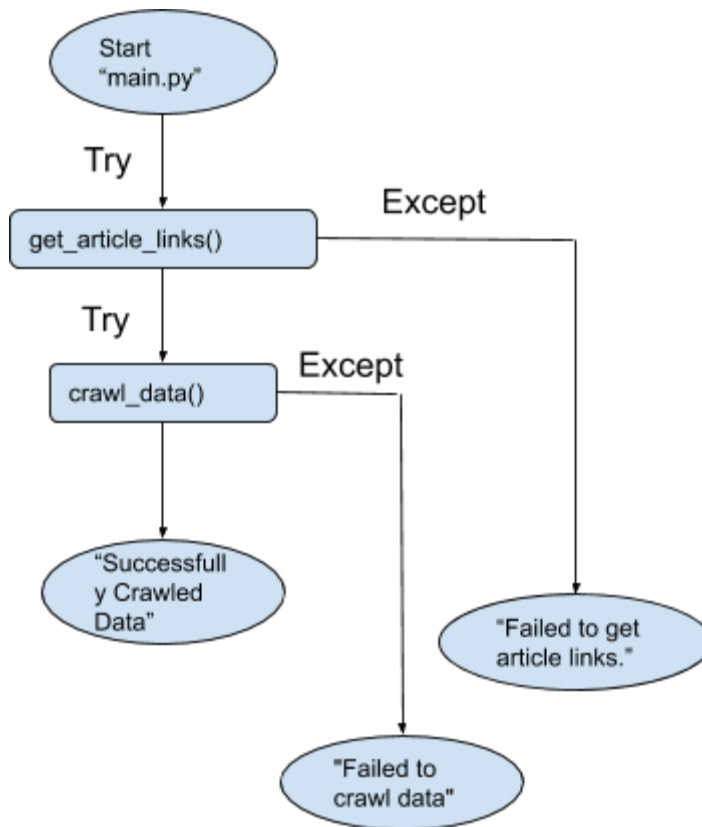 Start
“main.py”
Try
Except
get_article_links()
Try
Except
crawl_data()
“Successfull
y Crawled
Data”
“Failed to get
article links.”
"Failed to
crawl data"